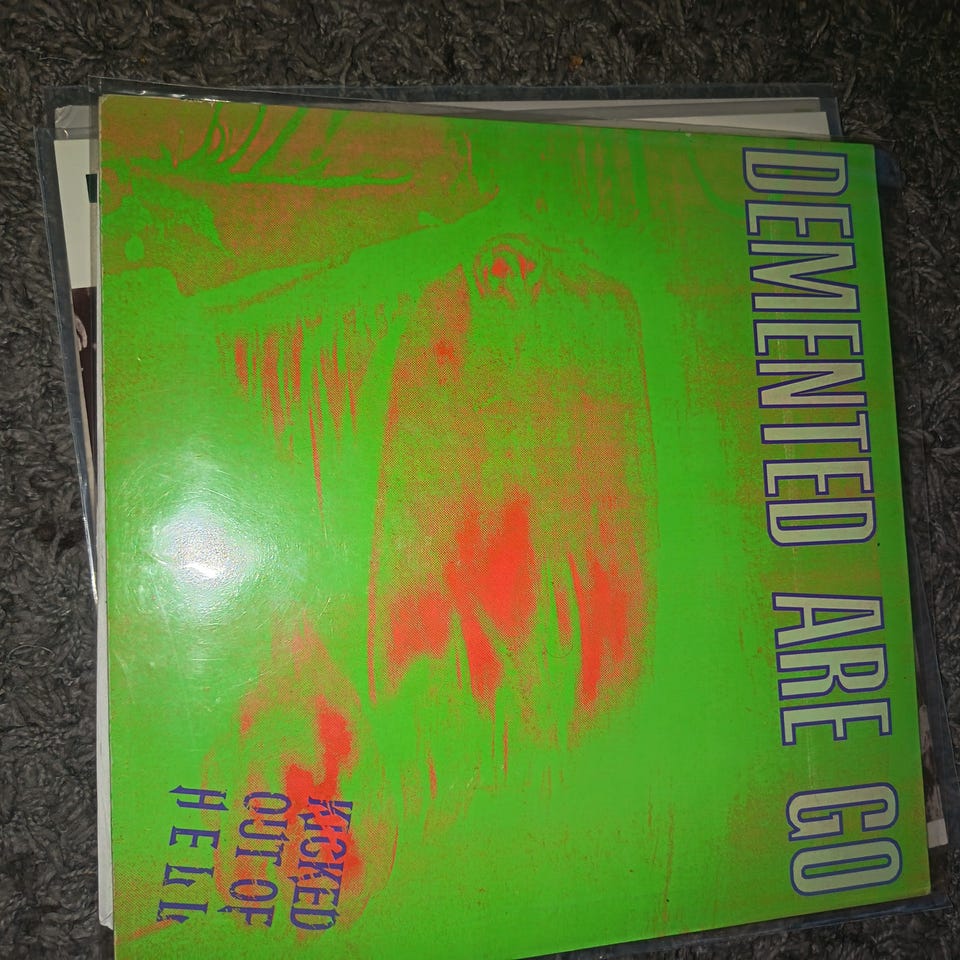 DEMENTED ARE GO
KICKED
OUT OF
HELL